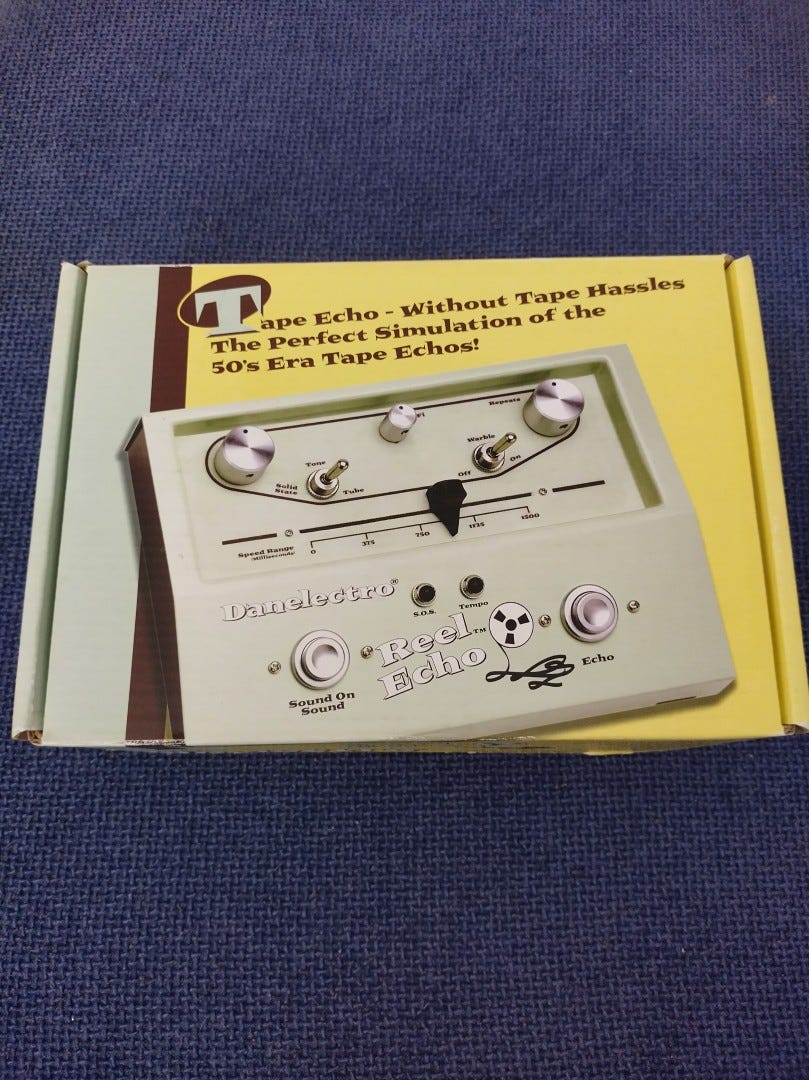 Tape Echo - Without Tape Hassles
The Perfect Simulation of the
50's Era Tape Echos!
Repeats
Warble
Off
On
Tone
Solid
State
Tube
Speed Range
(Milliseconds)
0
375
750
1125
1500
Danelectro®
S.O.S.
Tempo
Reel™
Echo
Echo
Sound On
Sound